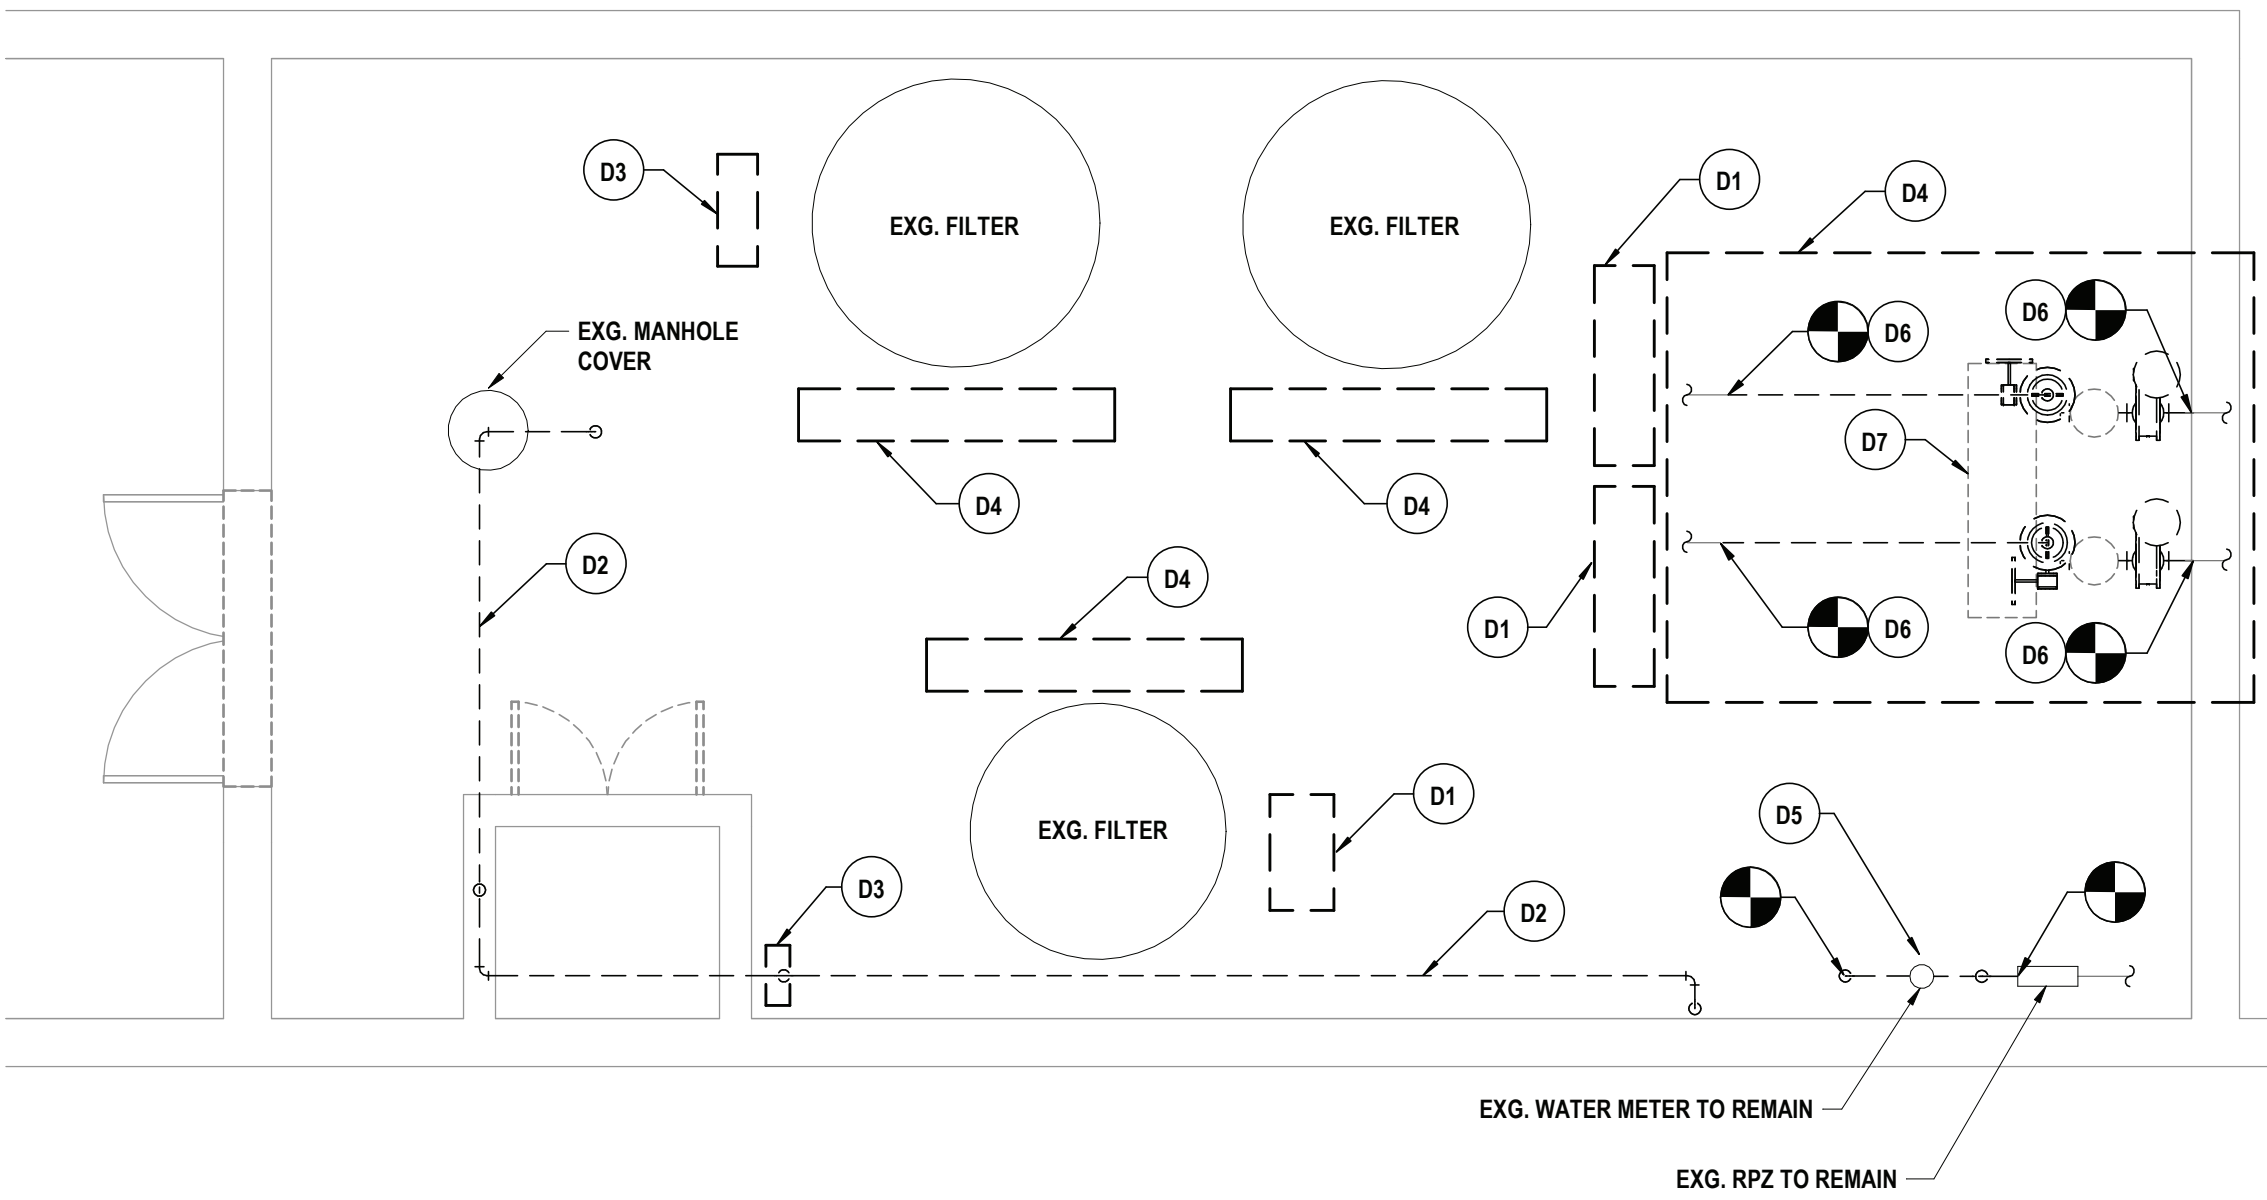 D3
EXG. FILTER
EXG. FILTER
D1
D4
D6
D6
EXG. MANHOLE
COVER
D7
D4
D4
D2
D4
D1
D6
D6
D1
D5
EXG. FILTER
D3
D2
EXG. WATER METER TO REMAIN
EXG. RPZ TO REMAIN